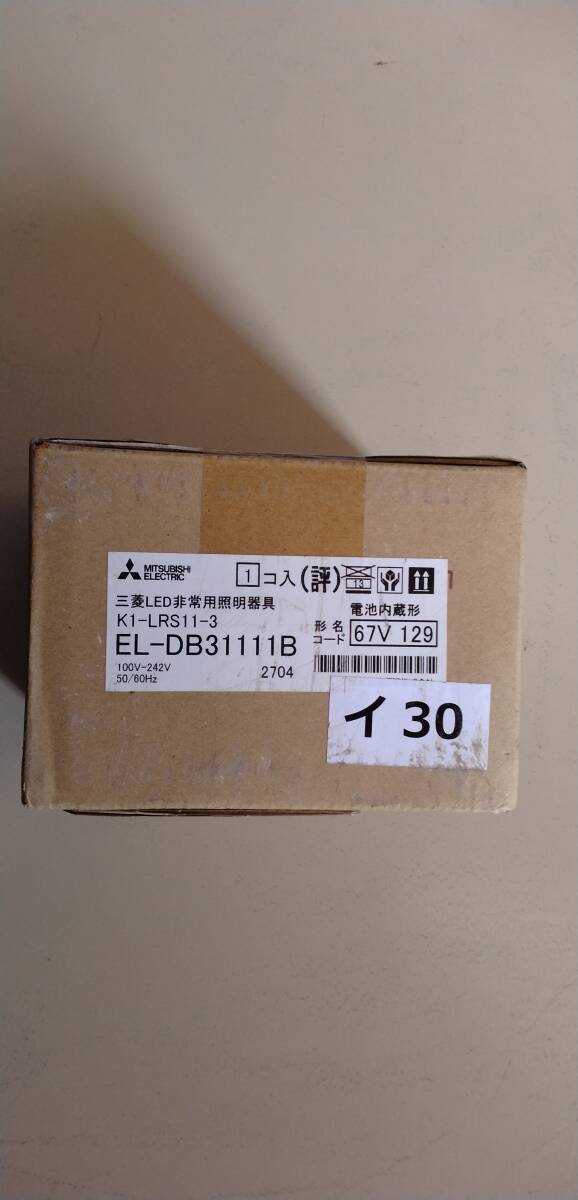 MITSUBISHI
ELECTRIC
1コ入(評)
13
三菱LED非常用照明器具
電池内蔵形
K1-LRS11-3
形名
コード
67V 129
EL-DB31111B
100V-242V
50/60Hz
2704
イ 30